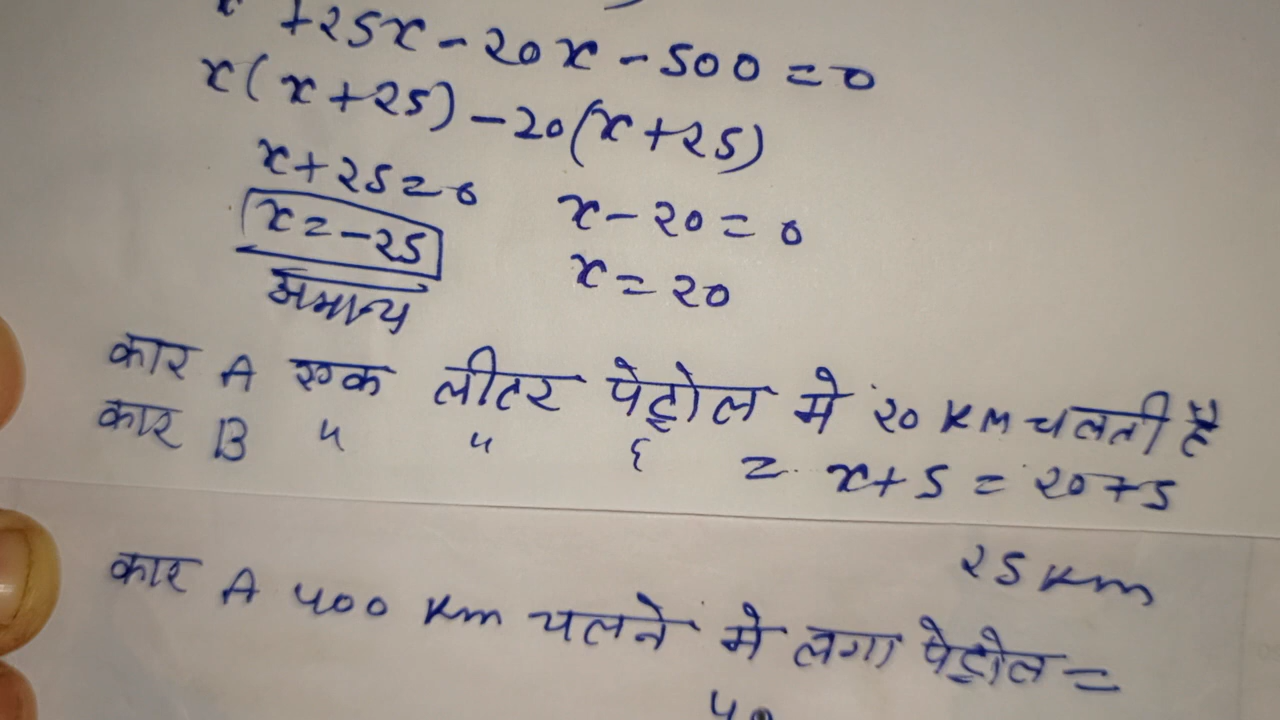 x +25x-20x-500=0
x(x+25)-20(x+25)
x+25=0 x-20=0
x=-25 x=20
अमान्य
कार A एक लीटर पेट्रोल में 20 KM चलती है
कार B " " " = x+5 = 20+5
25 Km
कार A 400 Km चलने में लगा पेट्रोल =
40